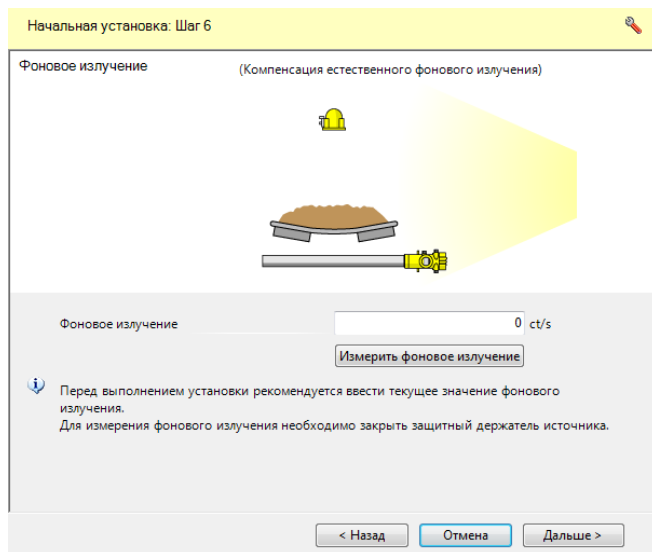 Начальная установка: Шаг 6
Фоновое излучение
(Компенсация естественного фонового излучения)
Фоновое излучение
0 ct/s
Измерить фоновое излучение
Перед выполнением установки рекомендуется ввести текущее значение фонового
излучения.
Для измерения фонового излучения необходимо закрыть защитный держатель источника.
< Назад
Отмена
Дальше >